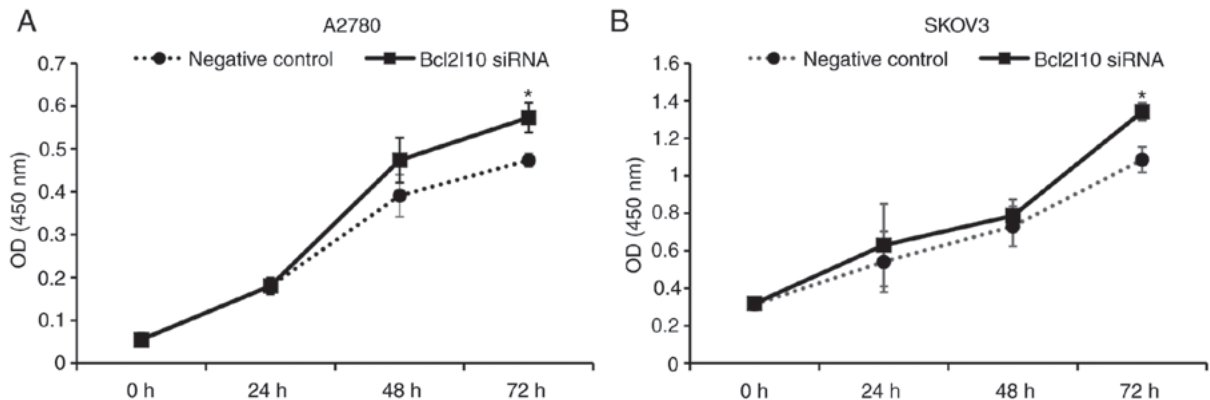 A
A2780
Negative control
Bcl2l10 siRNA
0.7
0.6
0.5
0.4
0.3
0.2
0.1
0
OD (450 nm)
*
0 h
24 h
48 h
72 h
B
SKOV3
Negative control
Bcl2l10 siRNA
1.6
1.4
1.2
1
0.8
0.6
0.4
0.2
0
OD (450 nm)
*
0 h
24 h
48 h
72 h